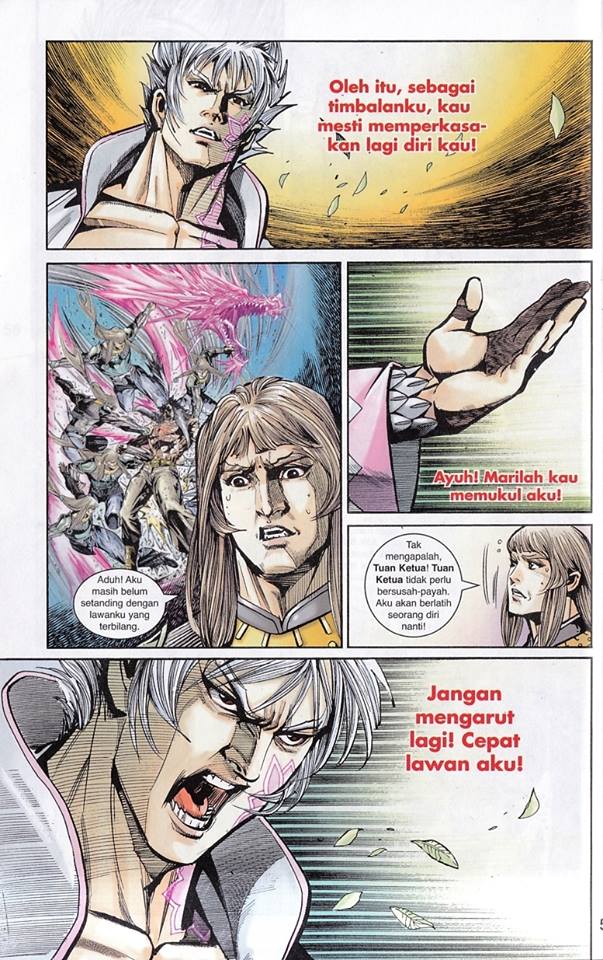 Oleh itu, sebagai
timbalanku, kau
mesti memperkasa-
kan lagi diri kau!
Aduh! Aku
masih belum
setanding dengan
lawanku yang
terbilang.
Ayuh! Marilah kau
memukul aku!
Tak
mengapalah,
Tuan Ketua! Tuan
Ketua tidak perlu
bersusah-payah.
Aku akan berlatih
seorang diri
nanti!
Jangan
mengarut
lagi! Cepat
lawan aku!